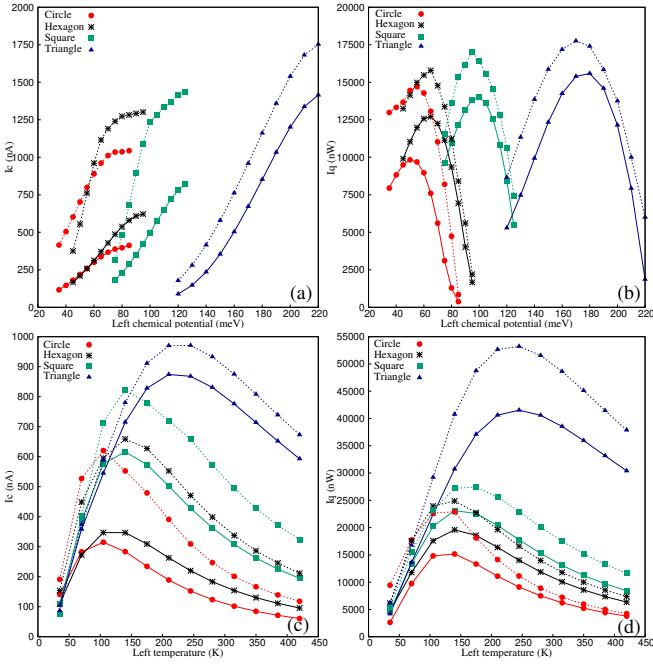 2000
1750
1500
1250
1000
750
500
250
0
Ic (gA)
20 40 60 80 100 120 140 160 180 200 220
Left chemical potential (meV)
Circle
Hexagon
Square
Triangle
(a)
20000
17500
15000
12500
10000
7500
5000
2500
0
Iq (nW)
20 40 60 80 100 120 140 160 180 200 220
Left chemical potential (meV)
Circle
Hexagon
Square
Triangle
(b)
1000
900
800
700
600
500
400
300
200
100
0
Ic (nA)
0 50 100 150 200 250 300 350 400 450
Left temperature (K)
Circle
Hexagon
Square
Triangle
(c)
55000
50000
45000
40000
35000
30000
25000
20000
15000
10000
5000
0
Iq (nW)
0 50 100 150 200 250 300 350 400 450
Left temperature (K)
Circle
Hexagon
Square
Triangle
(d)